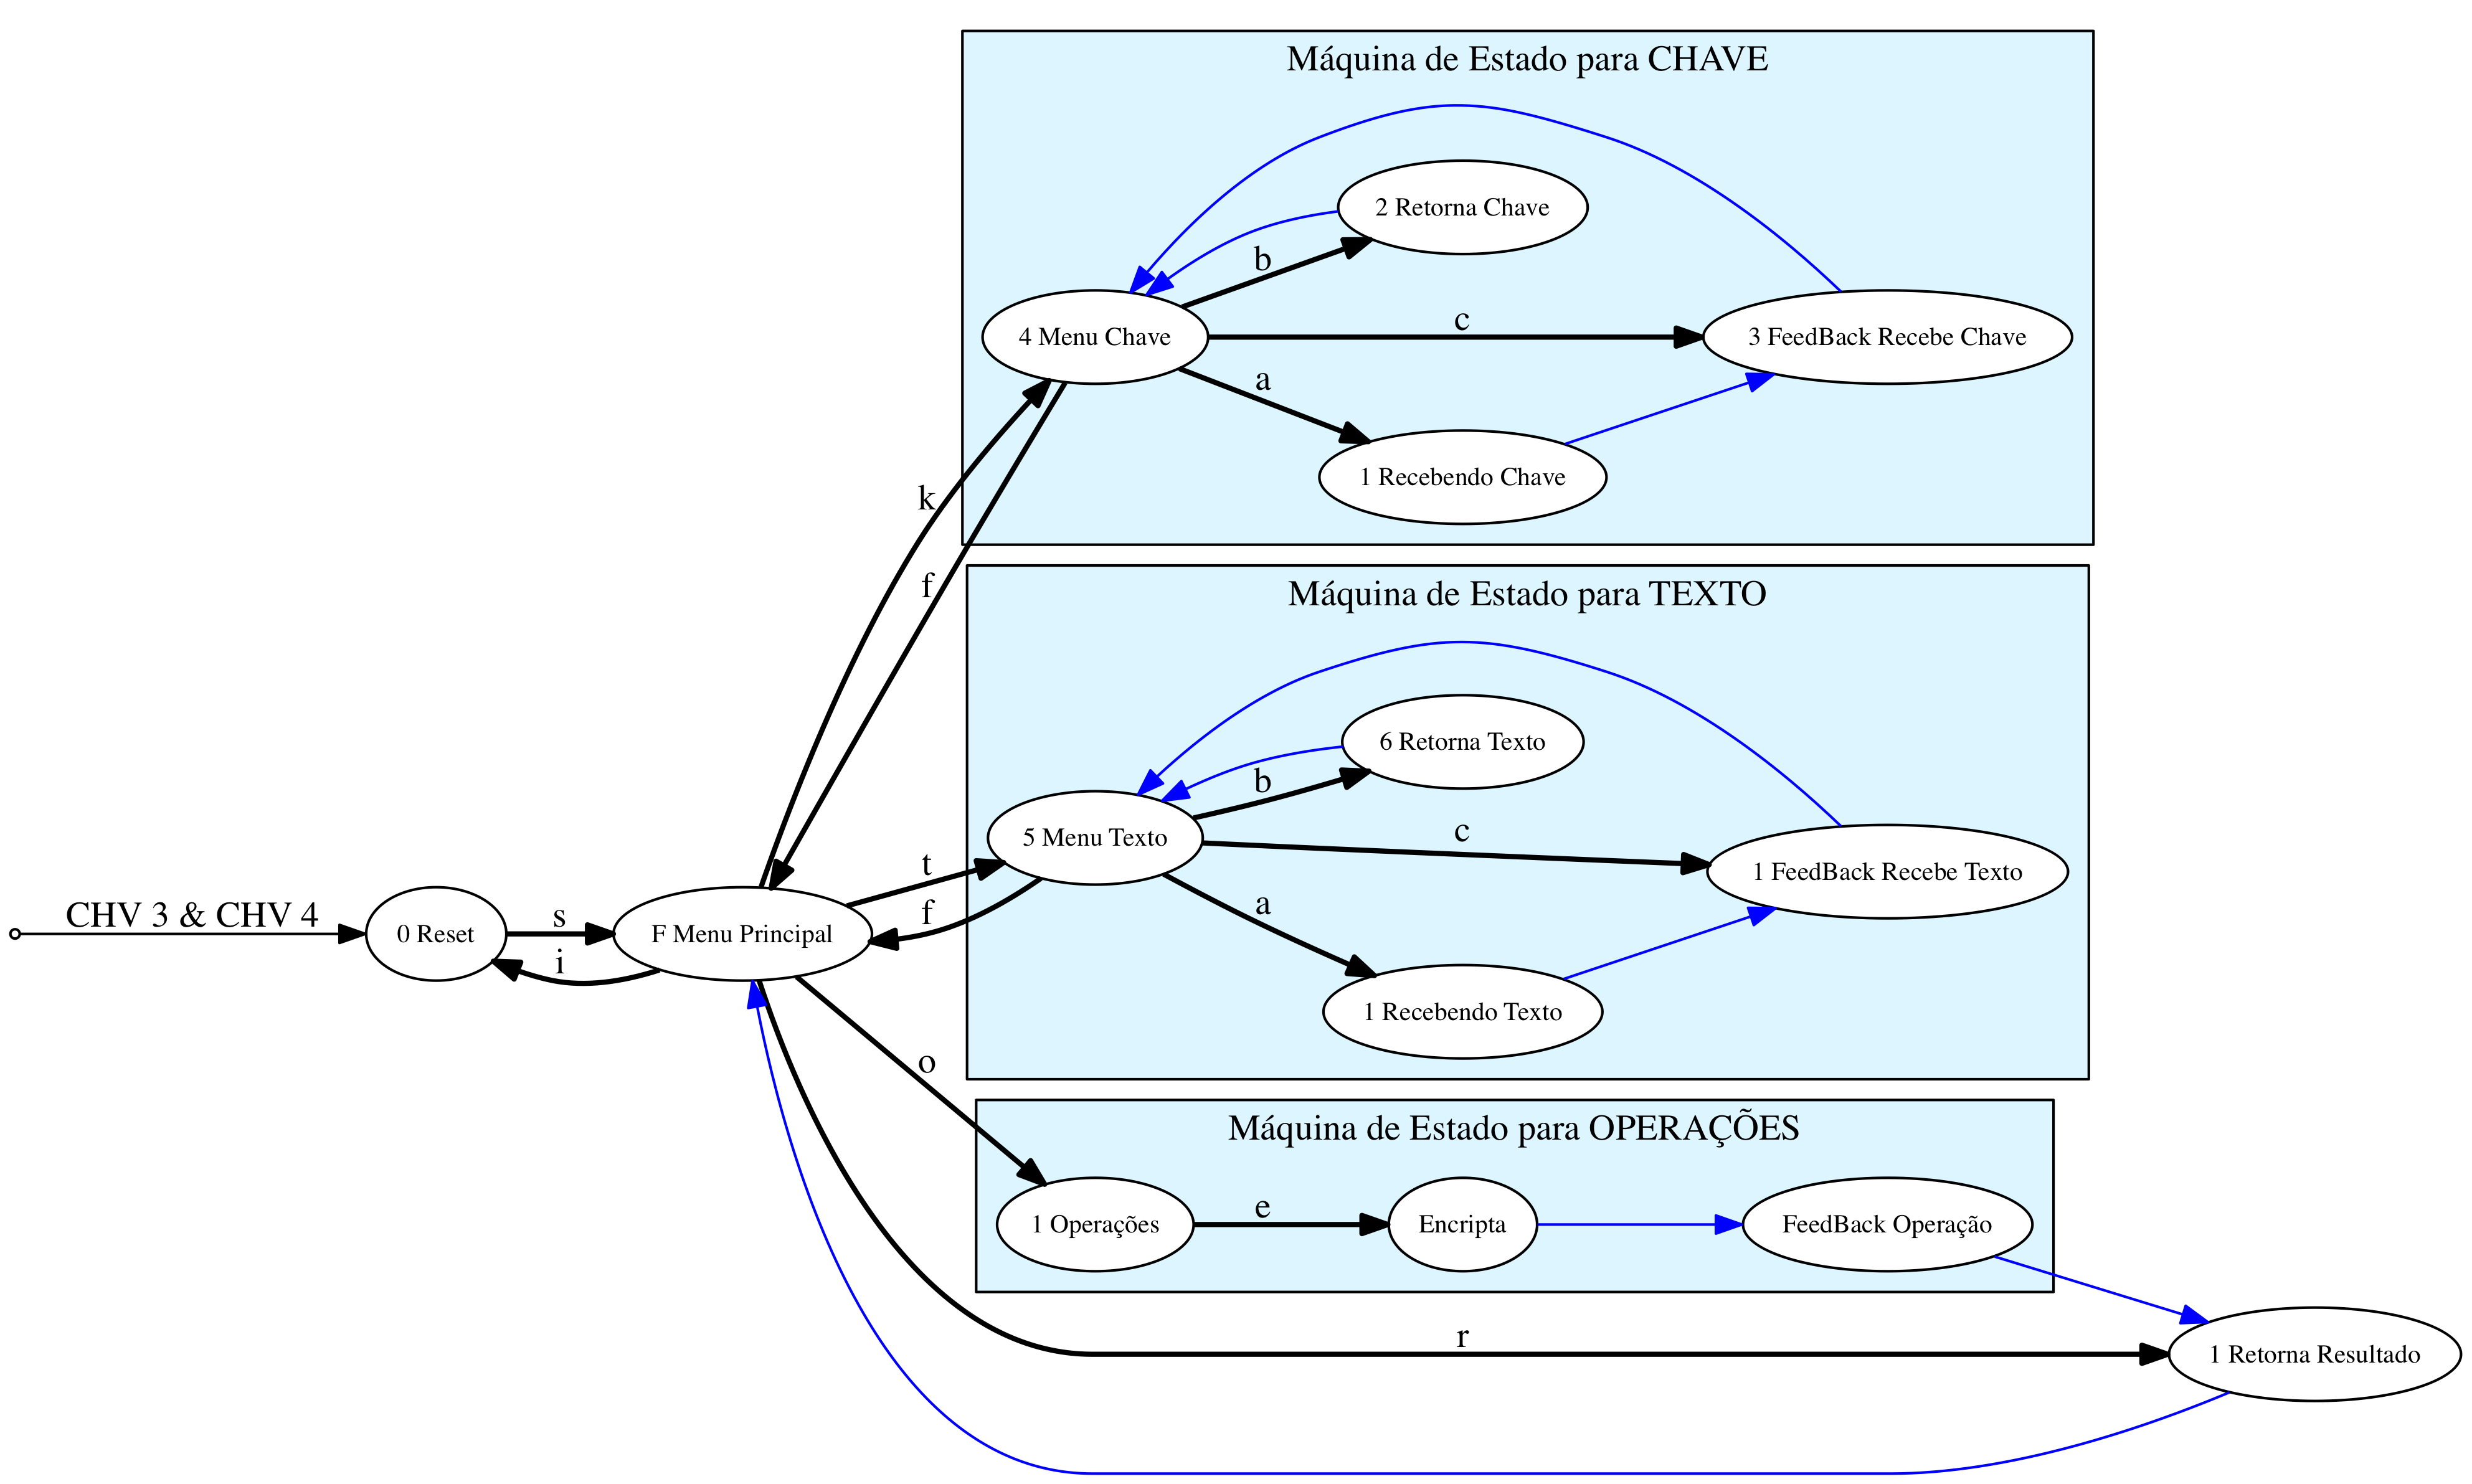 Máquina de Estado para CHAVE
2 Retorna Chave
b
4 Menu Chave
c
3 FeedBack Recebe Chave
a
1 Recebendo Chave
k
f
Máquina de Estado para TEXTO
6 Retorna Texto
b
5 Menu Texto
c
1 FeedBack Recebe Texto
a
1 Recebendo Texto
t
f
CHV 3 & CHV 4
0 Reset
s
i
F Menu Principal
o
Máquina de Estado para OPERAÇÕES
1 Operações
e
Encripta
FeedBack Operação
r
1 Retorna Resultado